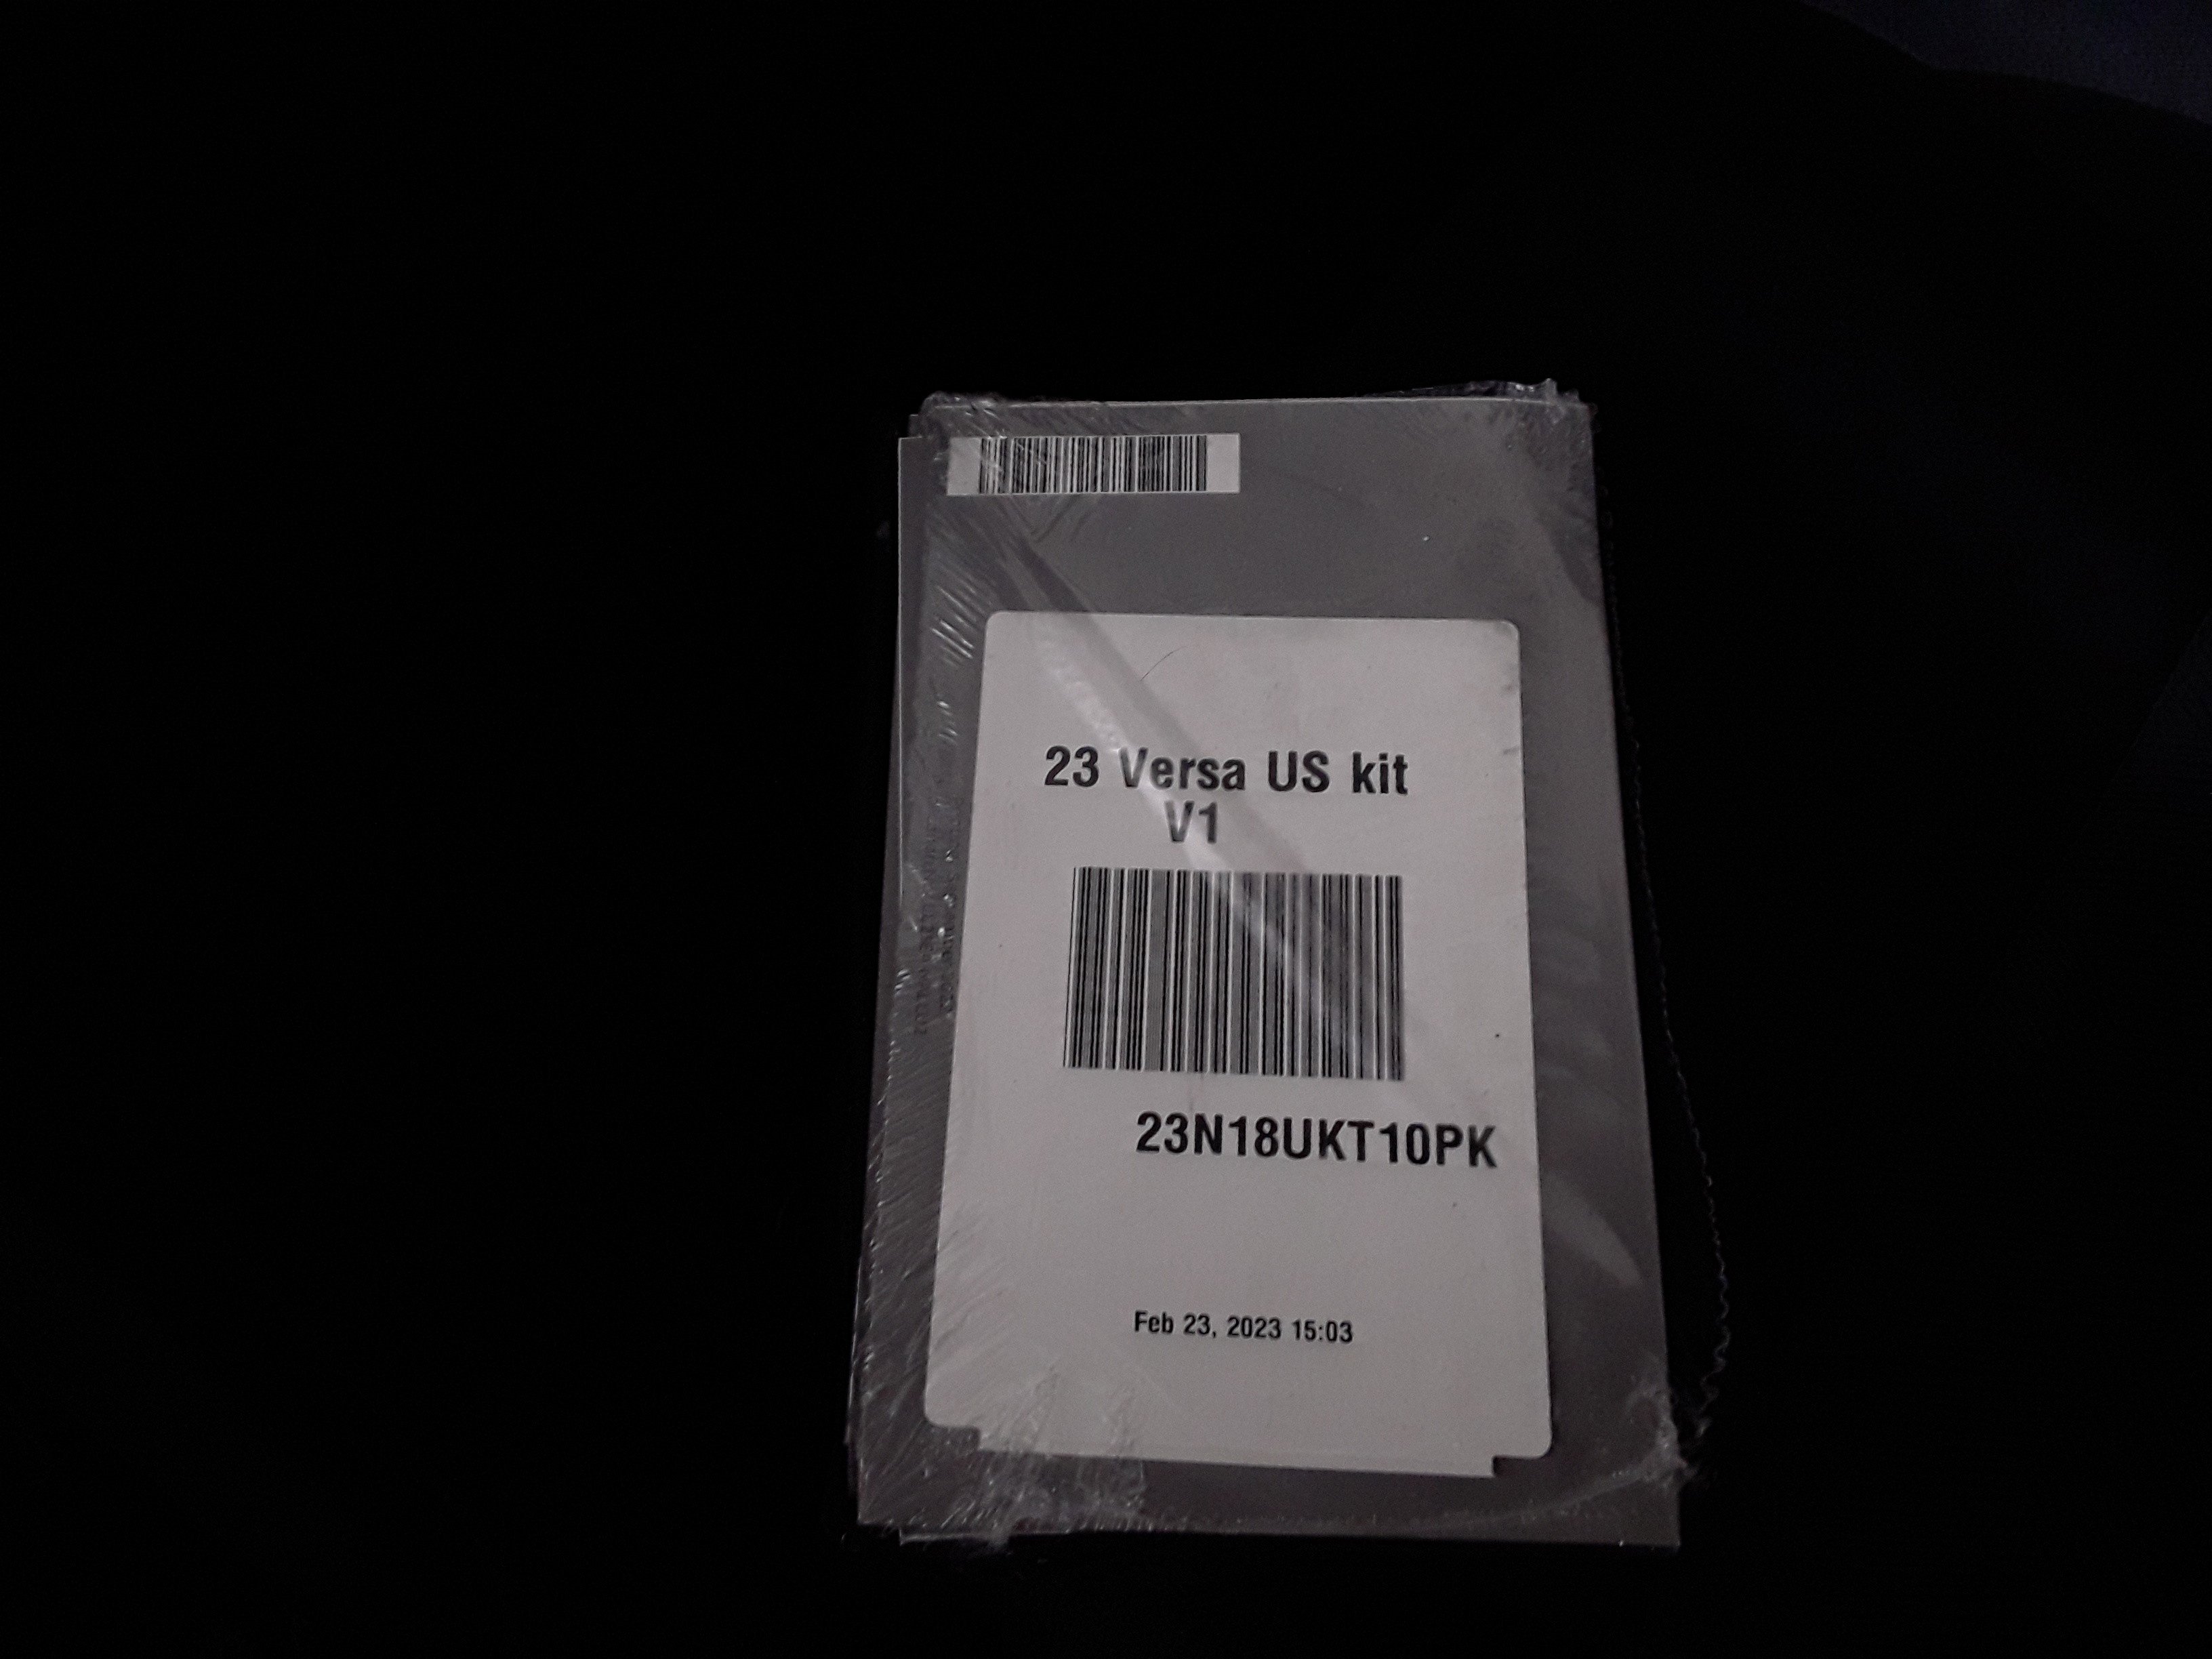 23 Versa US kit
V1
23N18UKT10PK
Feb 23, 2023 15:03